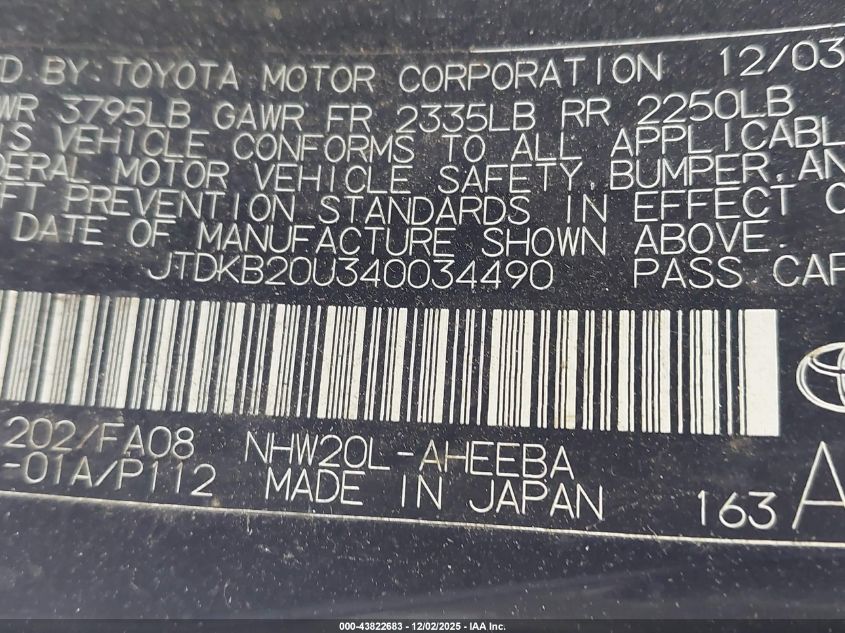 D BY: TOYOTA MOTOR CORPORATION 12/03
WR 3795LB GAWR FR 2335LB RR 2250LB
IS VEHICLE CONFORMS TO ALL APPLICABL
DERAL MOTOR VEHICLE SAFETY, BUMPER, AN
FT PREVENTION STANDARDS IN EFFECT O
DATE OF MANUFACTURE SHOWN ABOVE.
JTDKB20U340034490 PASS CAR
202/FA08 NHW20L-AHEEBA
-01A/P112 MADE IN JAPAN 163 A
000-43822683 - 12/02/2025 - IAA Inc.